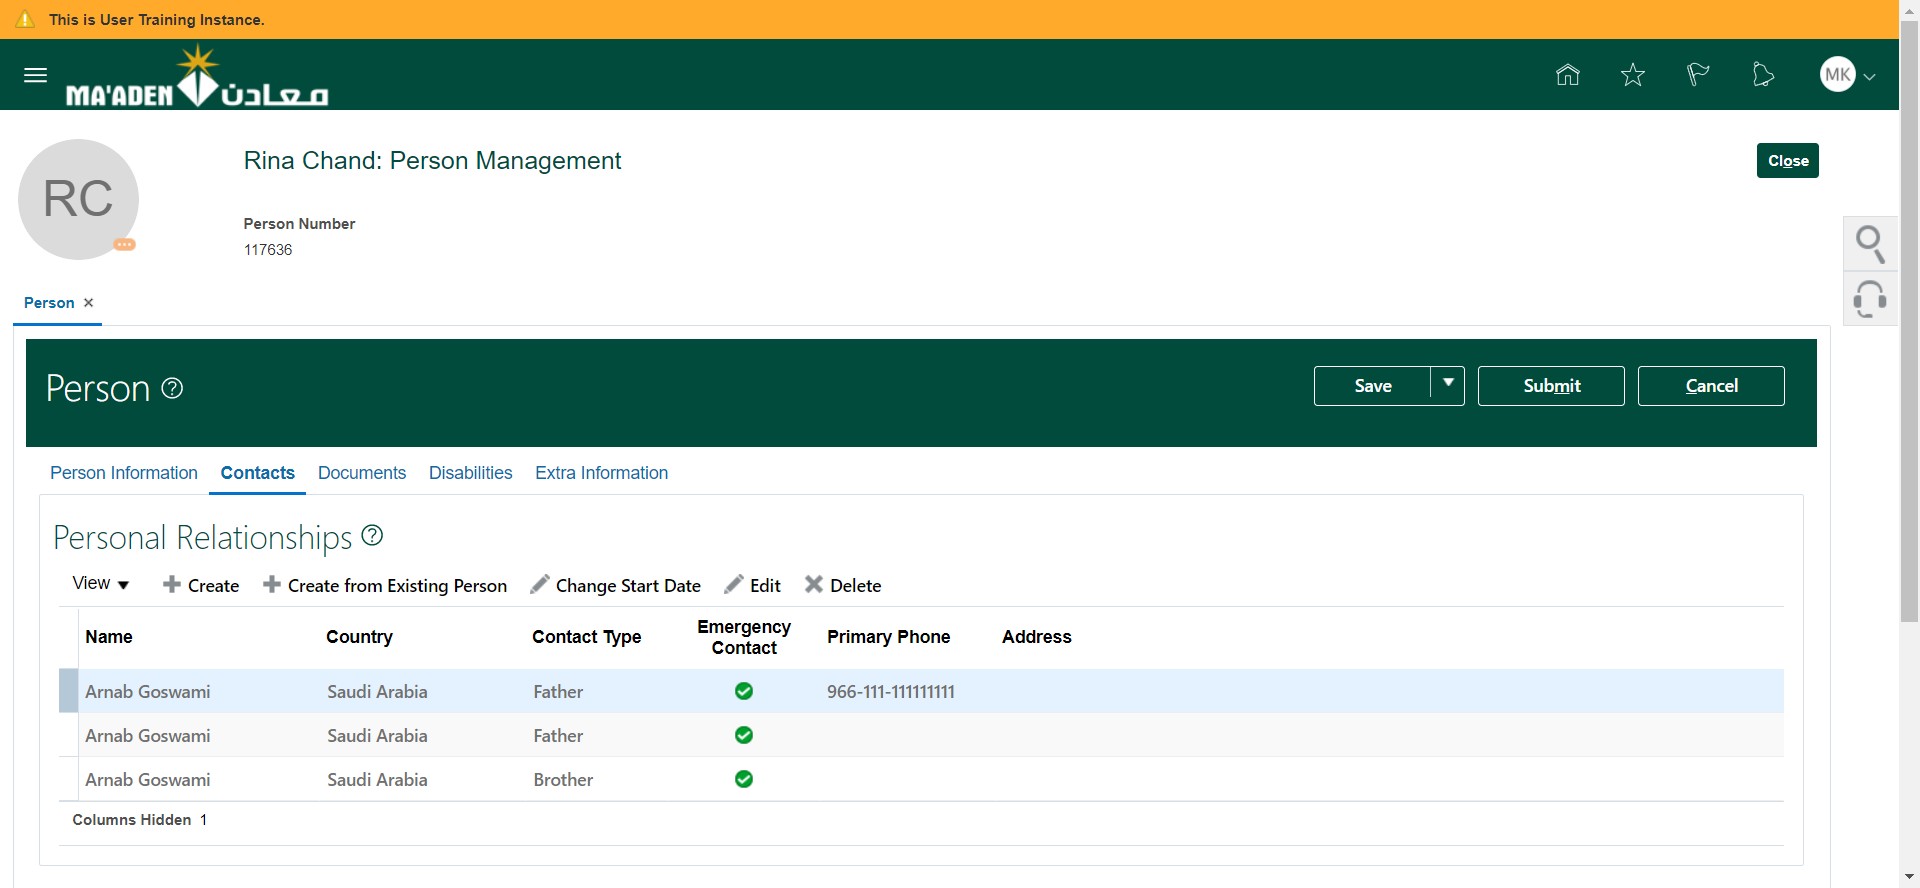 This is User Training Instance.
MA'ADEN معادن
MK
RC
Rina Chand: Person Management
Close
Person Number
117636
Person
Person
Save
Submit
Cancel
Person Information Contacts Documents Disabilities Extra Information
Personal Relationships
View Create Create from Existing Person Change Start Date Edit Delete
Name Country Contact Type Emergency Contact Primary Phone Address
Arnab Goswami Saudi Arabia Father 966-111-111111111
Arnab Goswami Saudi Arabia Father
Arnab Goswami Saudi Arabia Brother
Columns Hidden 1